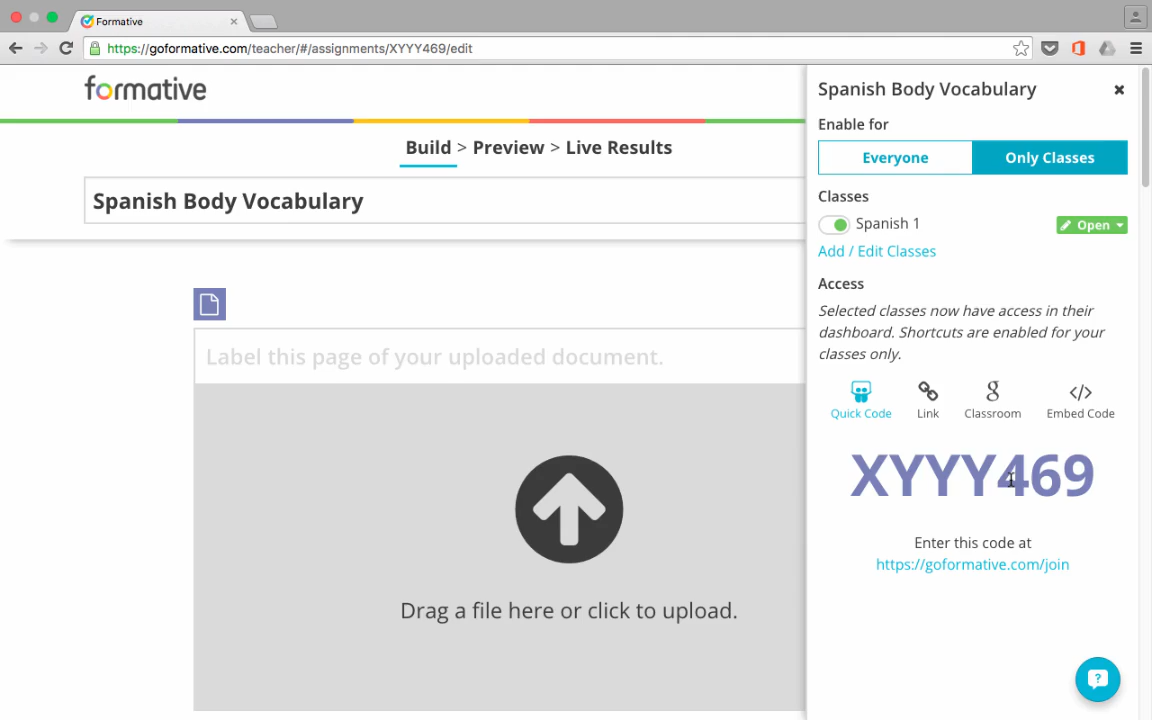 Formative
https://goformative.com/teacher/#/assignments/XYYY469/edit
formative
Build > Preview > Live Results
Spanish Body Vocabulary
Label this page of your uploaded document.
Drag a file here or click to upload.
Spanish Body Vocabulary
Enable for
Everyone
Only Classes
Classes
Spanish 1
Open
Add / Edit Classes
Access
Selected classes now have access in their
dashboard. Shortcuts are enabled for your
classes only.
Quick Code
Link
Classroom
Embed Code
XYYY469
Enter this code at
https://goformative.com/join